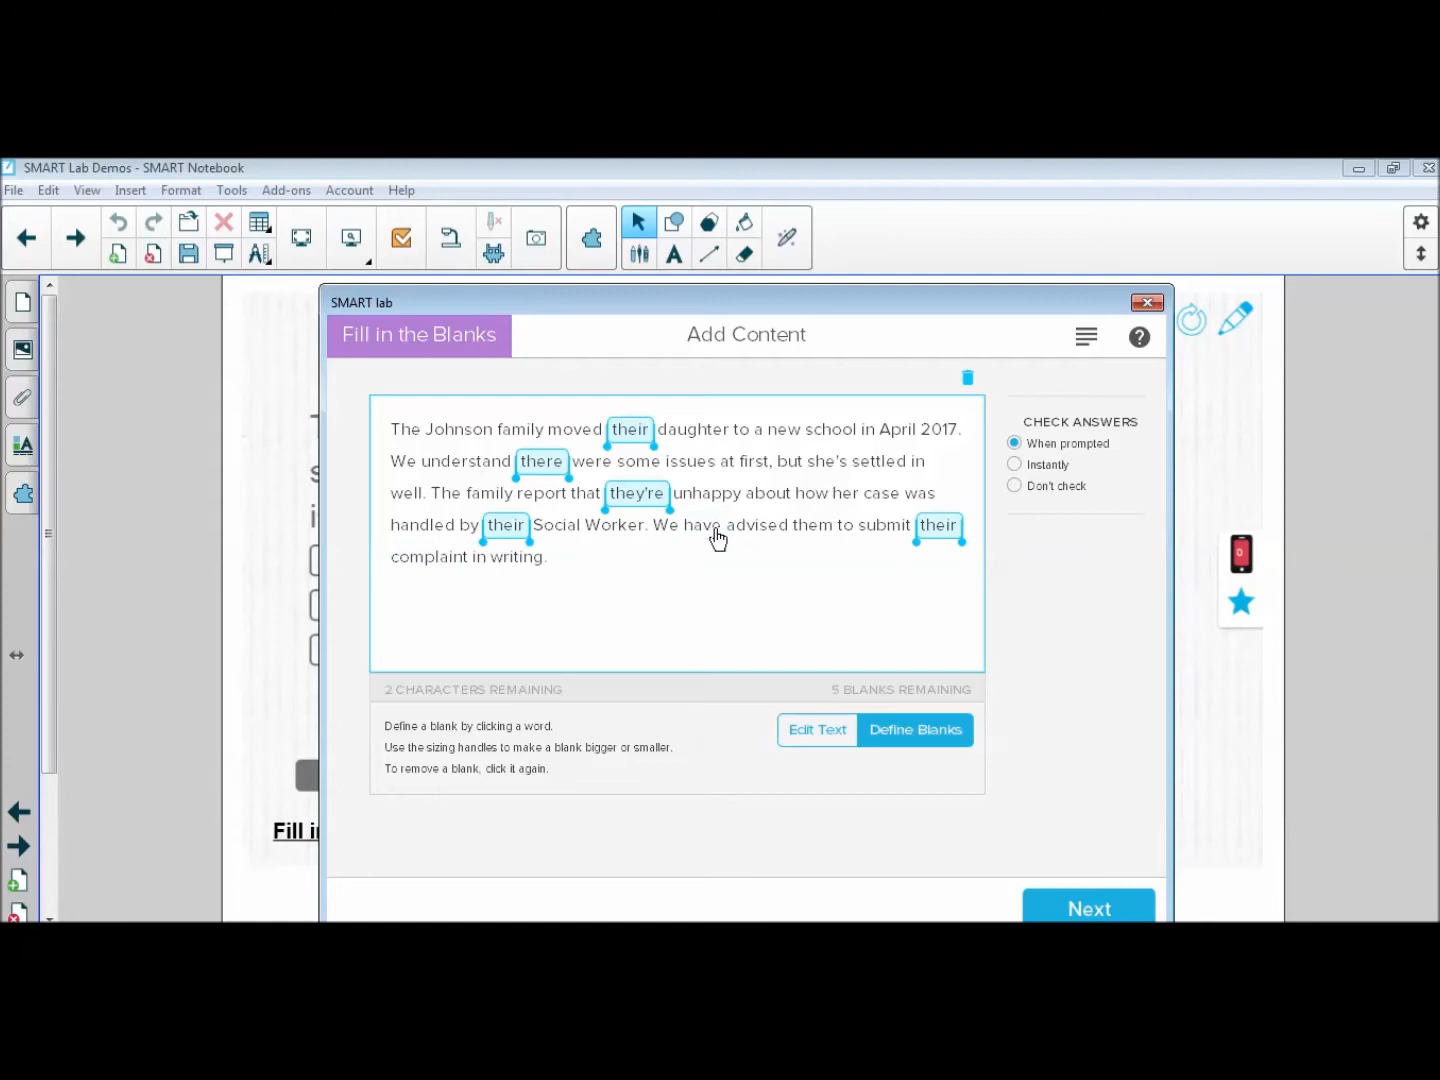 SMART Lab Demos - SMART Notebook
File Edit View Insert Format Tools Add-ons Account Help
SMART lab
Fill in the Blanks
Add Content
The Johnson family moved their daughter to a new school in April 2017.
We understand there were some issues at first, but she's settled in
well. The family report that they're unhappy about how her case was
handled by their Social Worker. We have advised them to submit their
complaint in writing.
CHECK ANSWERS
When prompted
Instantly
Don't check
0
2 CHARACTERS REMAINING
5 BLANKS REMAINING
Define a blank by clicking a word.
Use the sizing handles to make a blank bigger or smaller.
To remove a blank, click it again.
Edit Text
Define Blanks
Fill i
Next